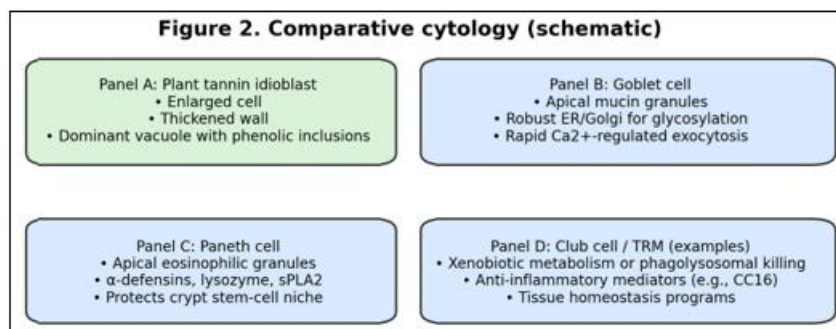 Figure 2. Comparative cytology (schematic)
Panel A: Plant tannin idioblast
• Enlarged cell
• Thickened wall
• Dominant vacuole with phenolic inclusions
Panel B: Goblet cell
• Apical mucin granules
• Robust ER/Golgi for glycosylation
• Rapid Ca2+-regulated exocytosis
Panel C: Paneth cell
• Apical eosinophilic granules
• α-defensins, lysozyme, sPLA2
• Protects crypt stem-cell niche
Panel D: Club cell / TRM (examples)
• Xenobiotic metabolism or phagolysosomal killing
• Anti-inflammatory mediators (e.g., CC16)
• Tissue homeostasis programs